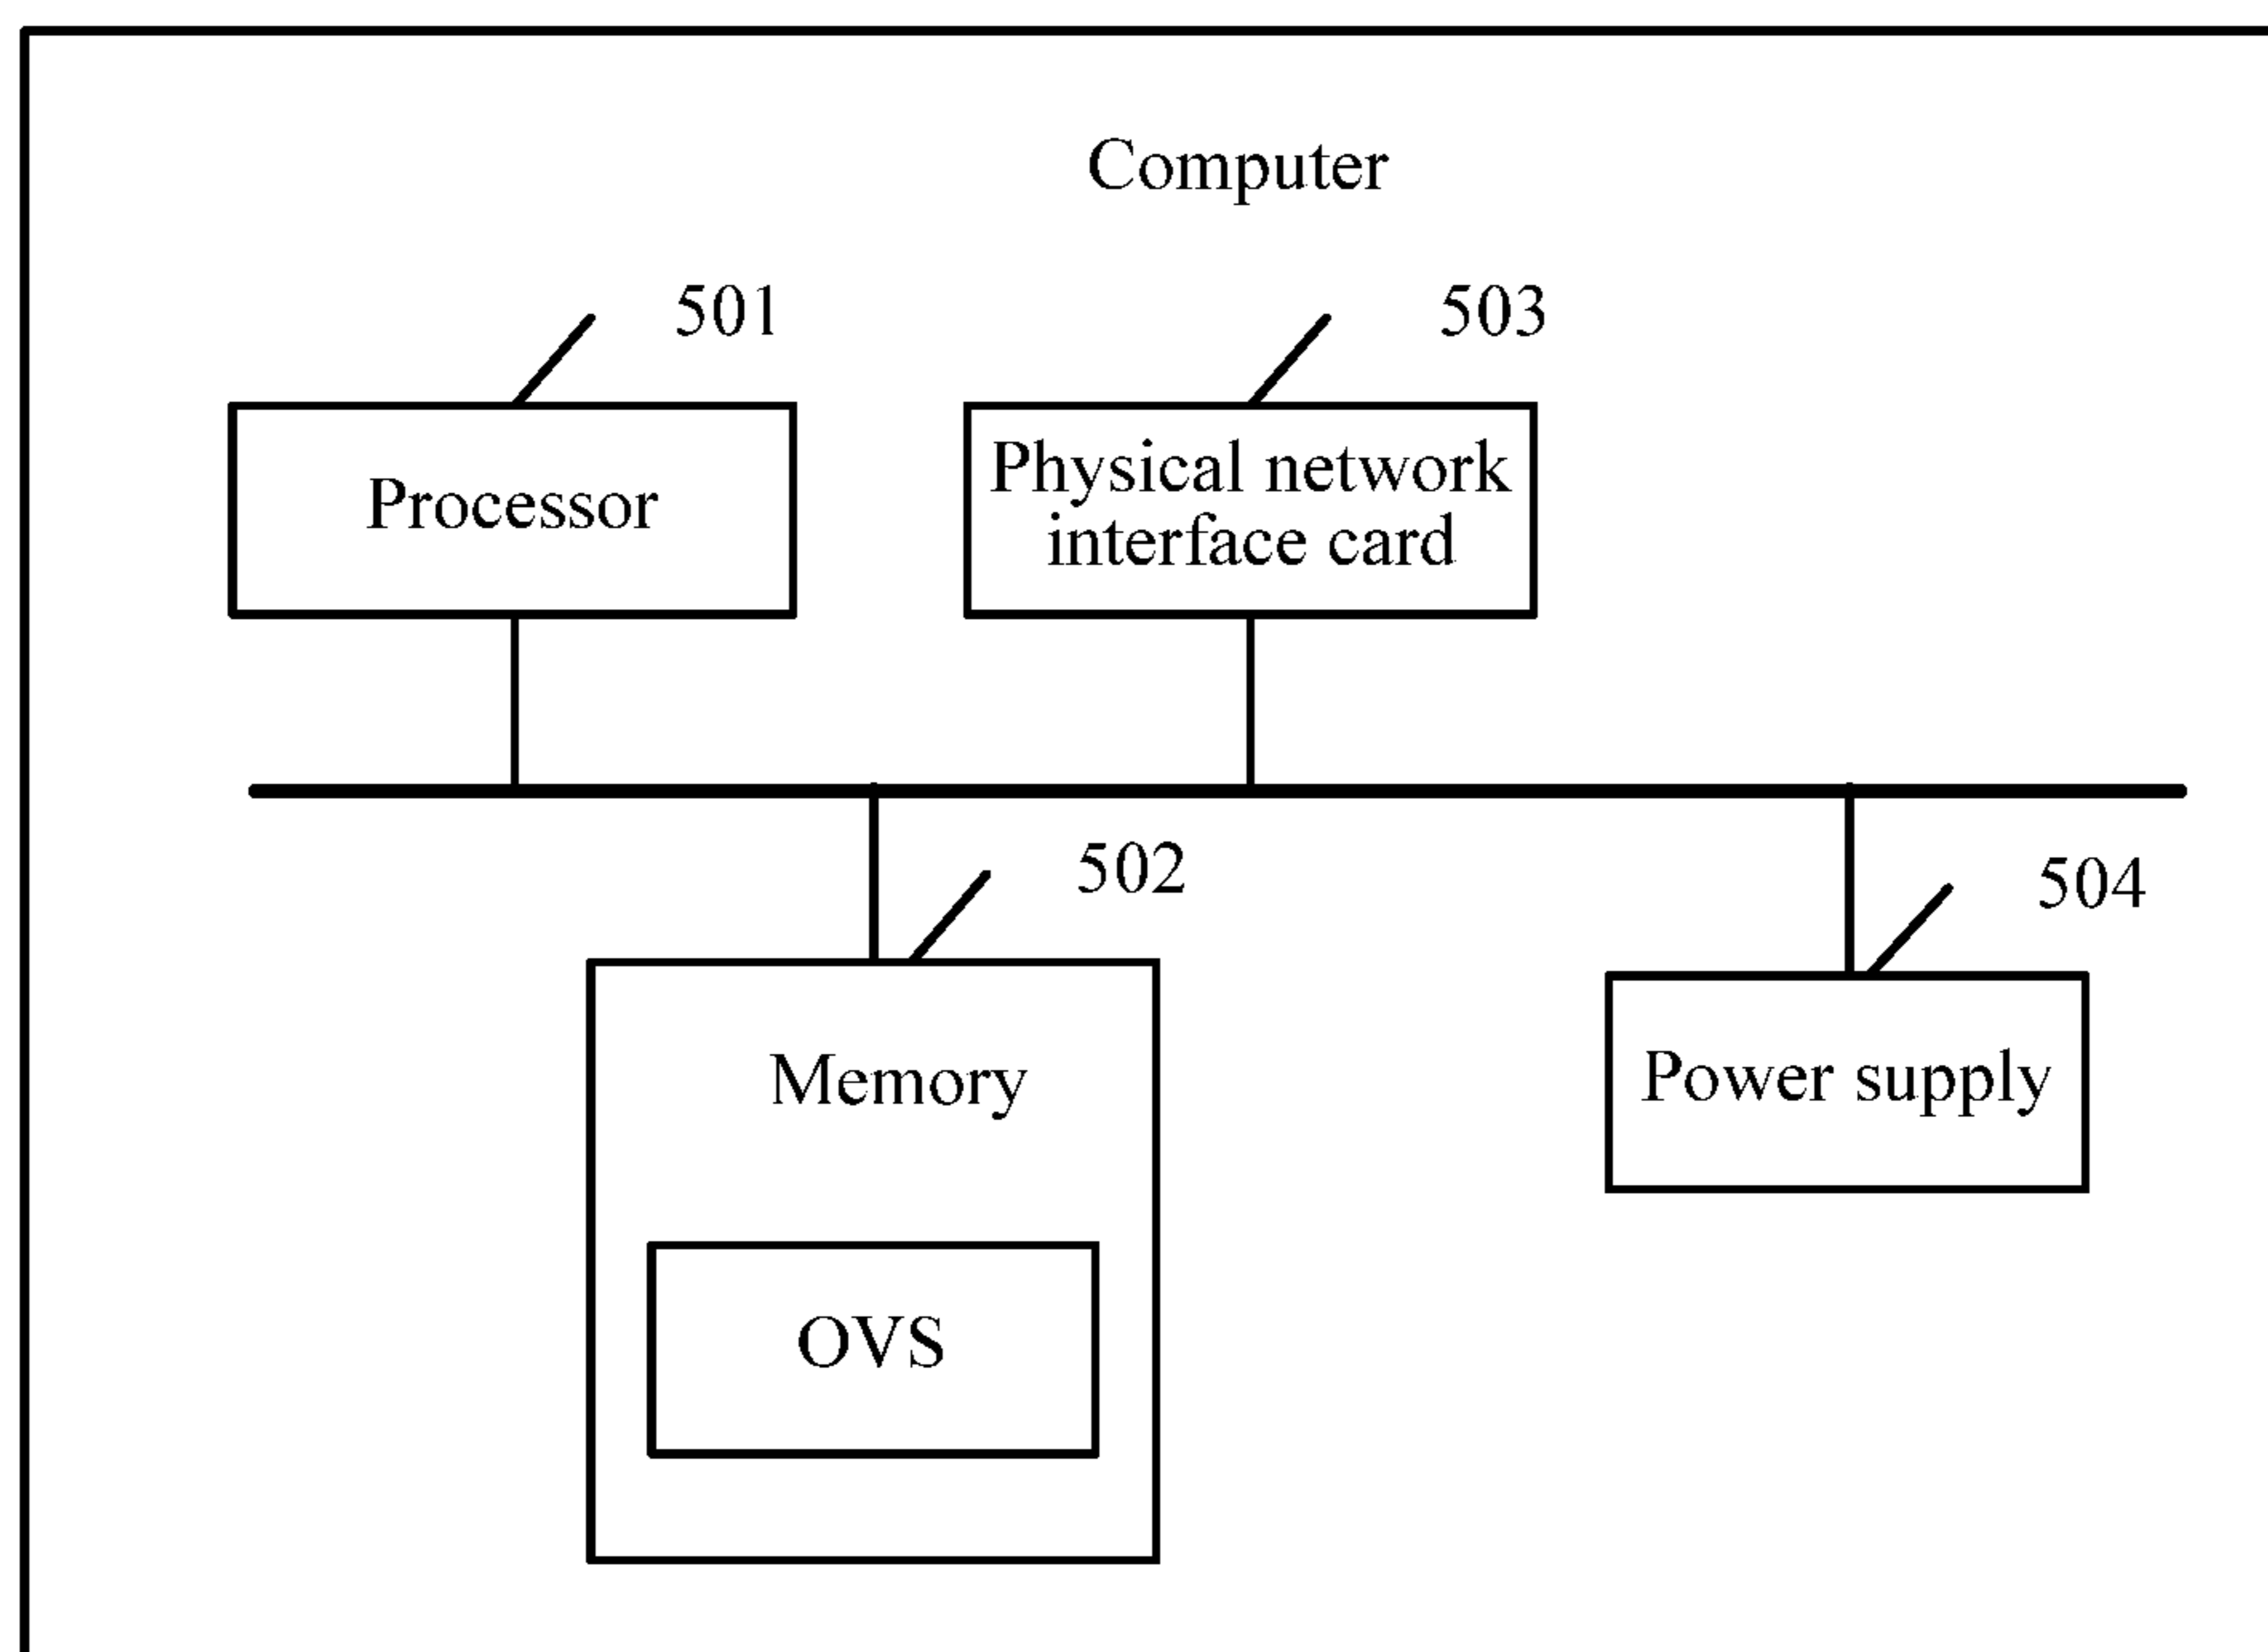 Computer
501
503
Processor
Physical network
interface card
502
504
Memory
Power supply
OVS